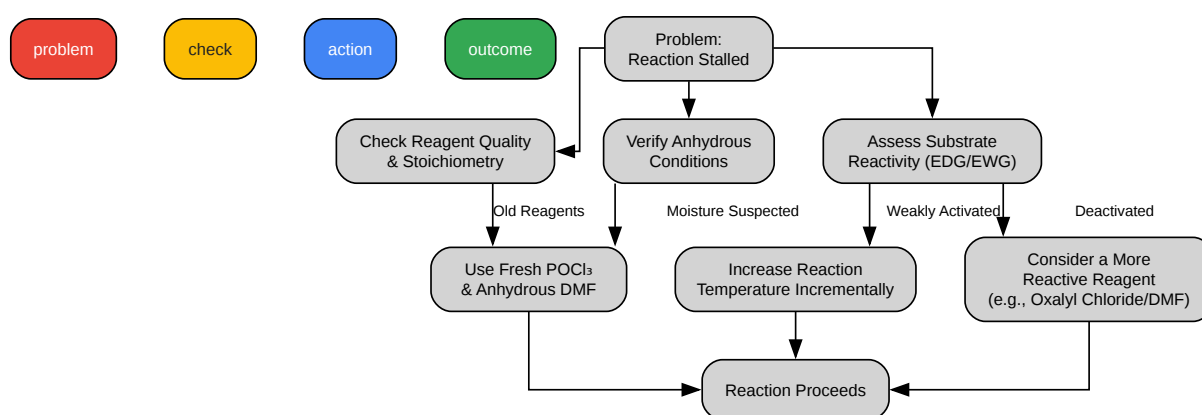 problem
check
action
outcome
Problem:
Reaction Stalled
Check Reagent Quality
& Stoichiometry
Verify Anhydrous
Conditions
Assess Substrate
Reactivity (EDG/EWG)
Old Reagents
Moisture Suspected
Weakly Activated
Deactivated
Use Fresh POCl₃
& Anhydrous DMF
Increase Reaction
Temperature Incrementally
Consider a More
Reactive Reagent
(e.g., Oxalyl Chloride/DMF)
Reaction Proceeds